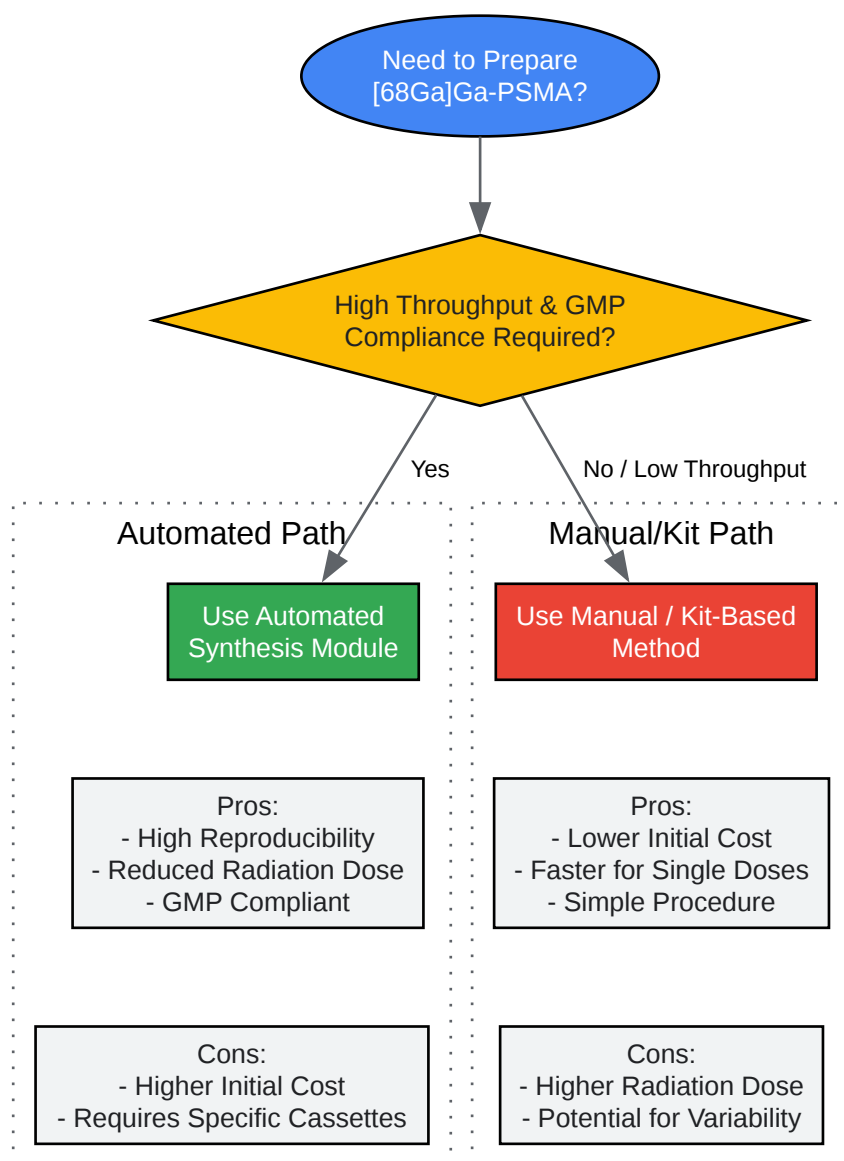 Need to Prepare
[68Ga]Ga-PSMA?
High Throughput & GMP
Compliance Required?
Yes
No / Low Throughput
Automated Path
Manual/Kit Path
Use Automated
Synthesis Module
Use Manual / Kit-Based
Method
Pros:
- High Reproducibility
- Reduced Radiation Dose
- GMP Compliant
Pros:
- Lower Initial Cost
- Faster for Single Doses
- Simple Procedure
Cons:
- Higher Initial Cost
- Requires Specific Cassettes
Cons:
- Higher Radiation Dose
- Potential for Variability